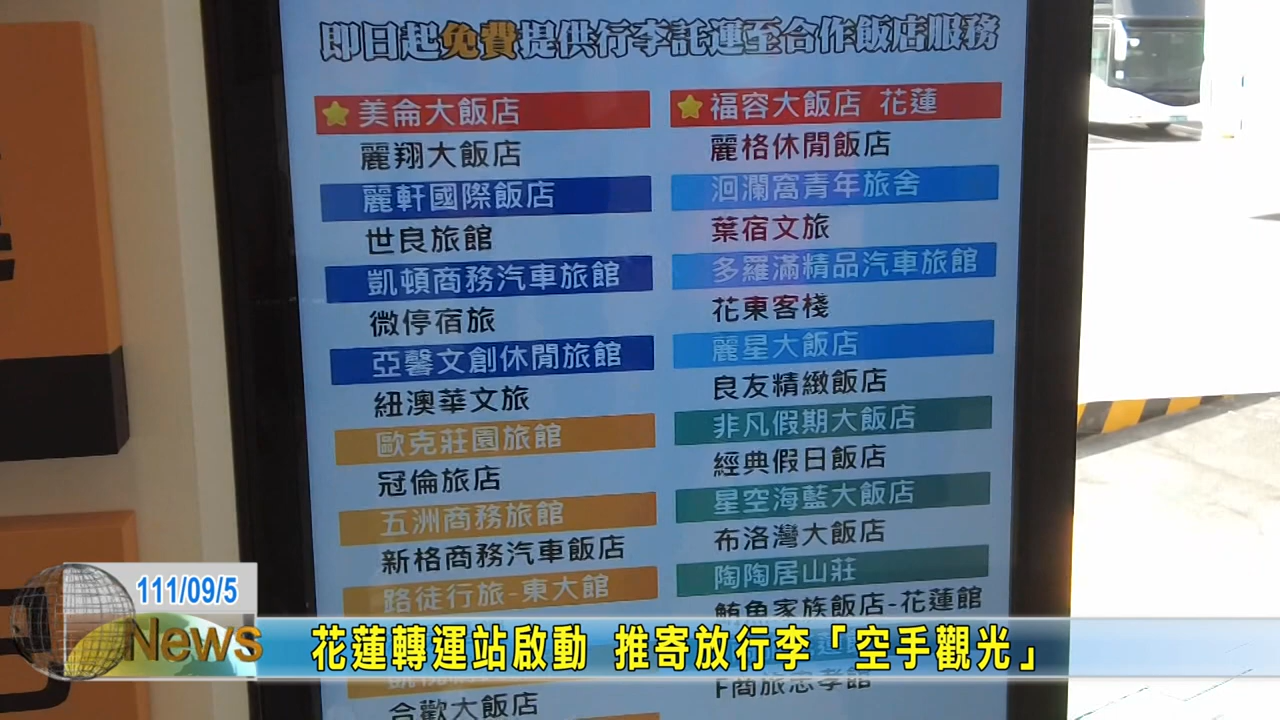 即日起免費提供行李託運至合作飯店服務
美侖大飯店
麗翔大飯店
麗軒國際飯店
世良旅館
凱頓商務汽車旅館
微停宿旅
亞馨文創休閒旅館
紐澳華文旅
歐克莊園旅館
冠倫旅店
五洲商務旅館
新格商務汽車飯店
路徒行旅-東大館
合歡大飯店
福容大飯店 花蓮
麗格休閒飯店
洄瀾窩青年旅舍
葉宿文旅
多羅滿精品汽車旅館
花東客棧
麗星大飯店
良友精緻飯店
非凡假期大飯店
經典假日飯店
星空海藍大飯店
布洛灣大飯店
陶陶居山莊
鮪魚家族飯店-花蓮館
F商旅忠孝館
111/09/5
News
花蓮轉運站啟動 推寄放行李「空手觀光」